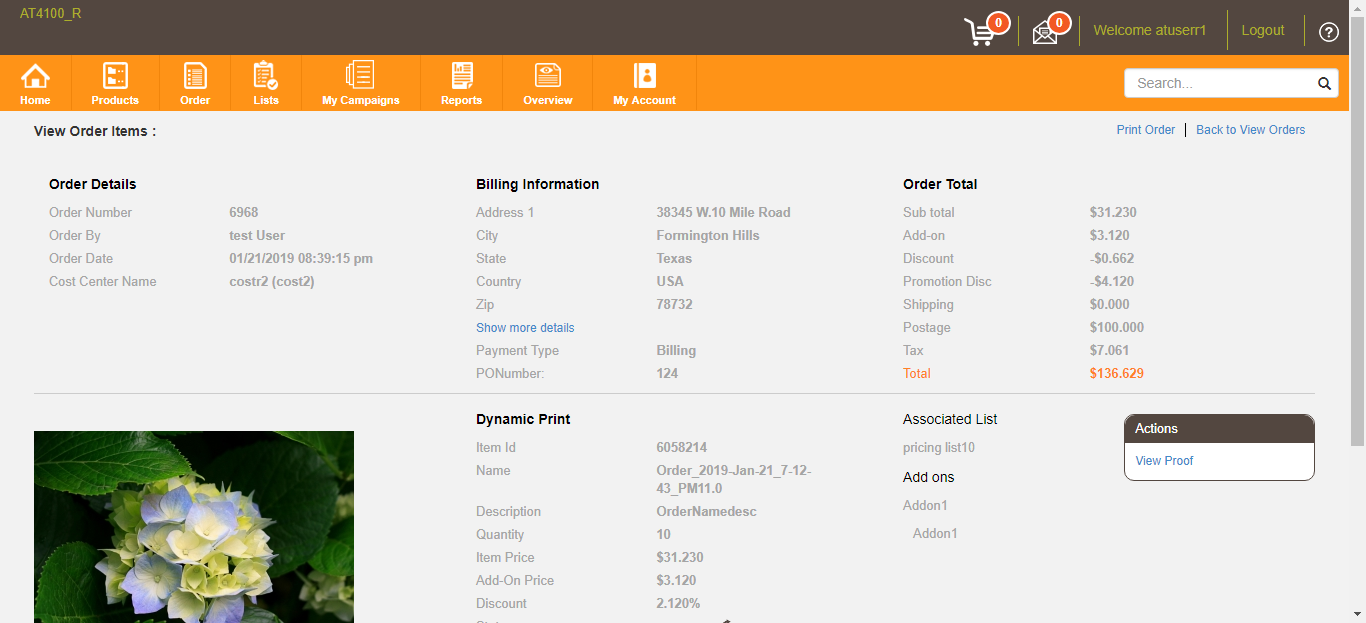 AT4100_R
0
0
Welcome atuserr1
Logout
?
Home
Products
Order
Lists
My Campaigns
Reports
Overview
My Account
Search...
View Order Items :
Print Order
Back to View Orders
Order Details
Order Number 6968
Order By test User
Order Date 01/21/2019 08:39:15 pm
Cost Center Name costr2 (cost2)
Billing Information
Address 1 38345 W.10 Mile Road
City Formington Hills
State Texas
Country USA
Zip 78732
Show more details
Payment Type Billing
PONumber: 124
Order Total
Sub total $31.230
Add-on $3.120
Discount -$0.662
Promotion Disc -$4.120
Shipping $0.000
Postage $100.000
Tax $7.061
Total $136.629
Dynamic Print
Item Id 6058214
Name Order_2019-Jan-21_7-12-
43_PM11.0
Description OrderNamedesc
Quantity 10
Item Price $31.230
Add-On Price $3.120
Discount 2.120%
Associated List
pricing list10
Add ons
Addon1
Addon1
Actions
View Proof